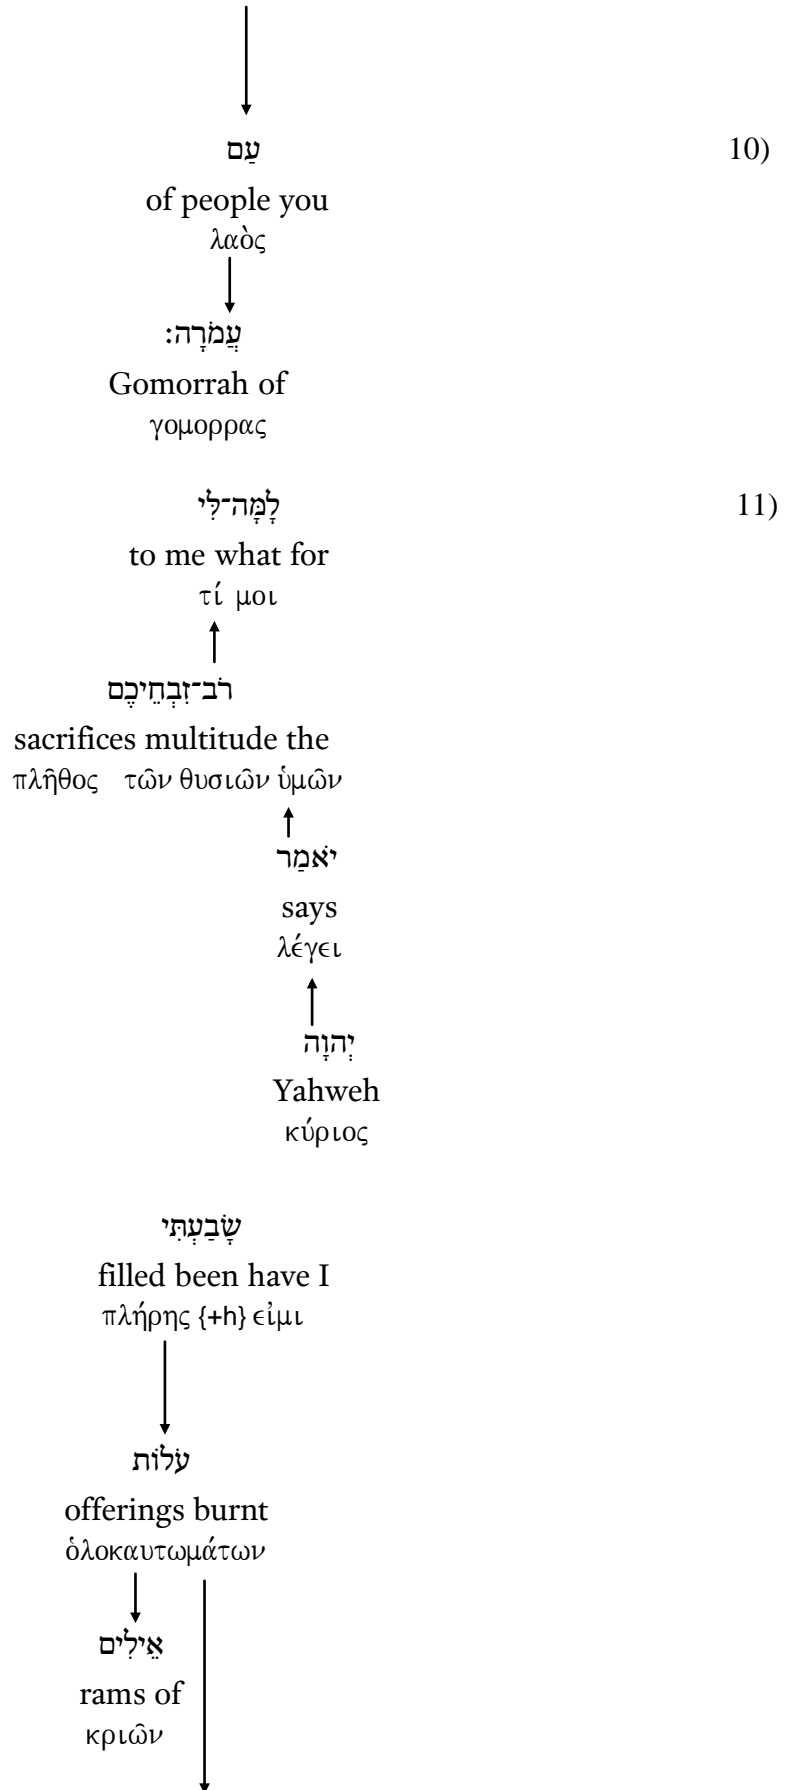 עַם 10)
of people you
λαὸς
עֲמֹרָה׃
Gomorrah of
γομορρας
לָמָּה־לִּי 11)
to me what for
τί μοι
רֹב־זִבְחֵיכֶם
sacrifices multitude the
πλῆθος τῶν θυσιῶν ὑμῶν
יֹאמַר
says
λέγει
יְהוָה
Yahweh
κύριος
שָׂבַעְתִּי
filled been have I
πλήρης {+h} εἰμι
עֹלוֹת
offerings burnt
ὁλοκαυτωμάτων
אֵילִים
rams of
κριῶν